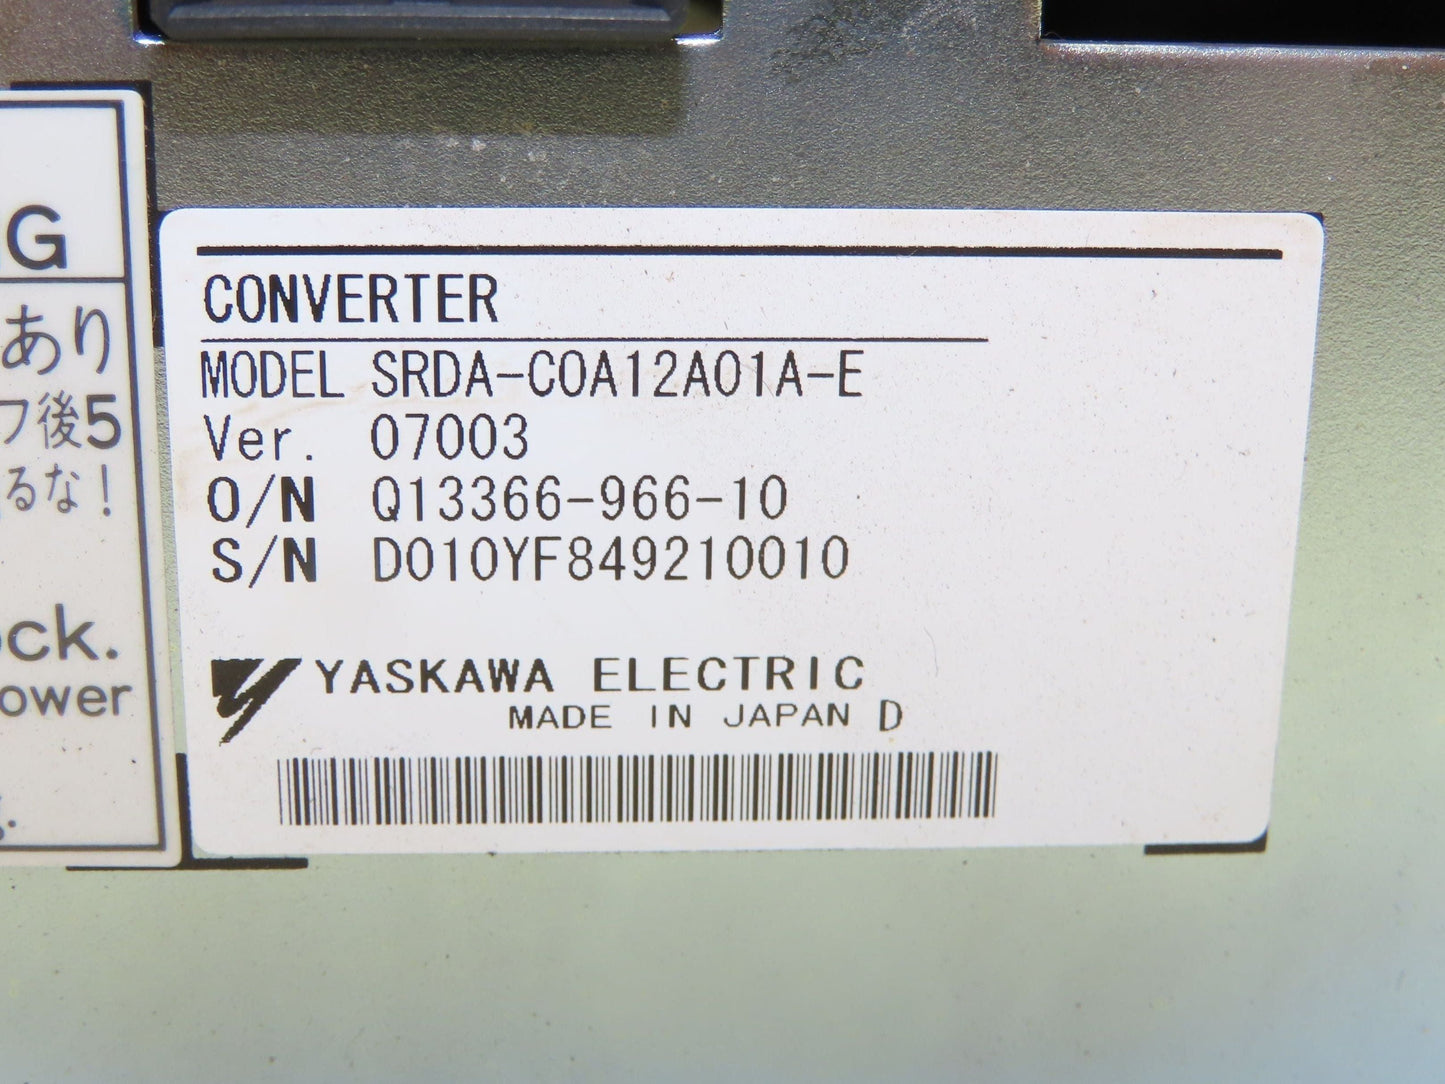 G
あり
フ後5
るな!
ock.
ower
CONVERTER
MODEL SRDA-COA12A01A-E
Ver. 07003
O/N Q13366-966-10
S/N D010YF849210010
YASKAWA ELECTRIC
MADE IN JAPAN D